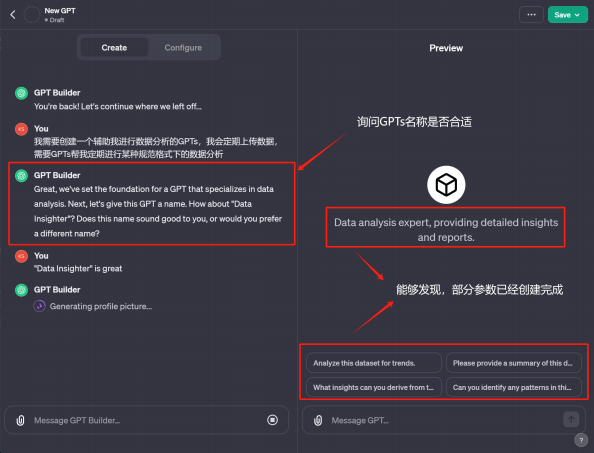 New GPT
Draft
Save
Create
Configure
Preview
GPT Builder
You're back! Let's continue where we left off...
You
我需要创建一个辅助我进行数据分析的GPTs，我会定期上传数据，
需要GPTs帮我定期进行某种规范格式下的数据分析
GPT Builder
Great, we've set the foundation for a GPT that specializes in data
analysis. Next, let's give this GPT a name. How about "Data
Insighter"? Does this name sound good to you, or would you prefer
a different name?
You
"Data Insighter" is great
GPT Builder
Generating profile picture...
Message GPT Builder...
询问GPTs名称是否合适
Data analysis expert, providing detailed insights
and reports.
能够发现，部分参数已经创建完成
Analyze this dataset for trends.
Please provide a summary of this d...
What insights can you derive from t...
Can you identify any patterns in thi...
Message GPT...
?